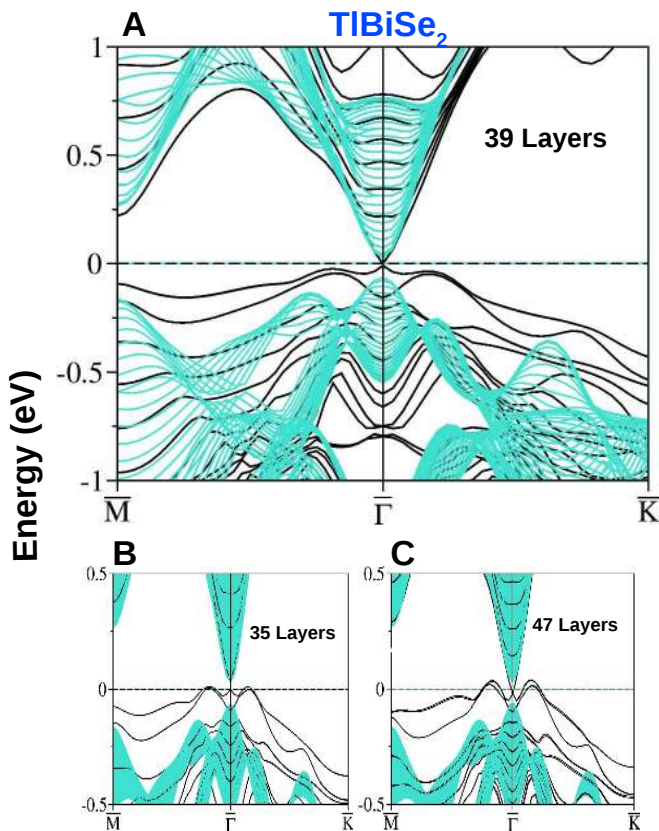 A
TlBiSe2
1
0.5
0
-0.5
-1
39 Layers
Energy (eV)
M̅
Γ̅
K̅
B
0.5
0
-0.5
35 Layers
M̅
Γ̅
K̅
C
0.5
0
-0.5
47 Layers
M̅
Γ̅
K̅